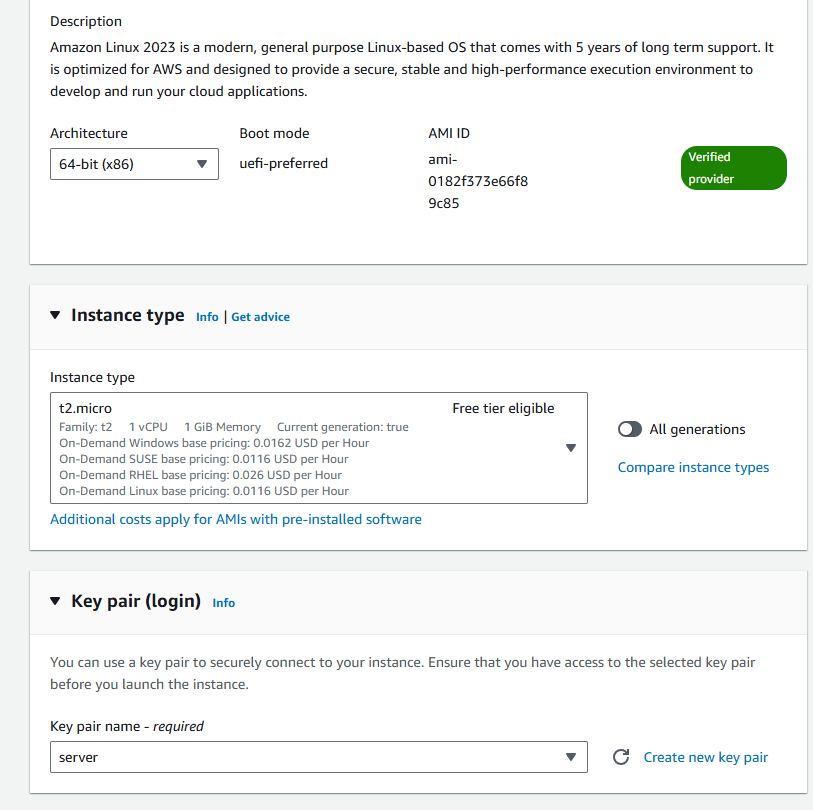 Description
Amazon Linux 2023 is a modern, general purpose Linux-based OS that comes with 5 years of long term support. It
is optimized for AWS and designed to provide a secure, stable and high-performance execution environment to
develop and run your cloud applications.
Architecture
Boot mode
AMI ID
64-bit (x86)
uefi-preferred
ami-
0182f373e66f8
9c85
Verified
provider
Instance type Info | Get advice
Instance type
t2.micro
Free tier eligible
Family: t2 1 vCPU 1 GiB Memory Current generation: true
On-Demand Windows base pricing: 0.0162 USD per Hour
On-Demand SUSE base pricing: 0.0116 USD per Hour
On-Demand RHEL base pricing: 0.026 USD per Hour
On-Demand Linux base pricing: 0.0116 USD per Hour
All generations
Compare instance types
Additional costs apply for AMIs with pre-installed software
Key pair (login) Info
You can use a key pair to securely connect to your instance. Ensure that you have access to the selected key pair
before you launch the instance.
Key pair name - required
server
Create new key pair